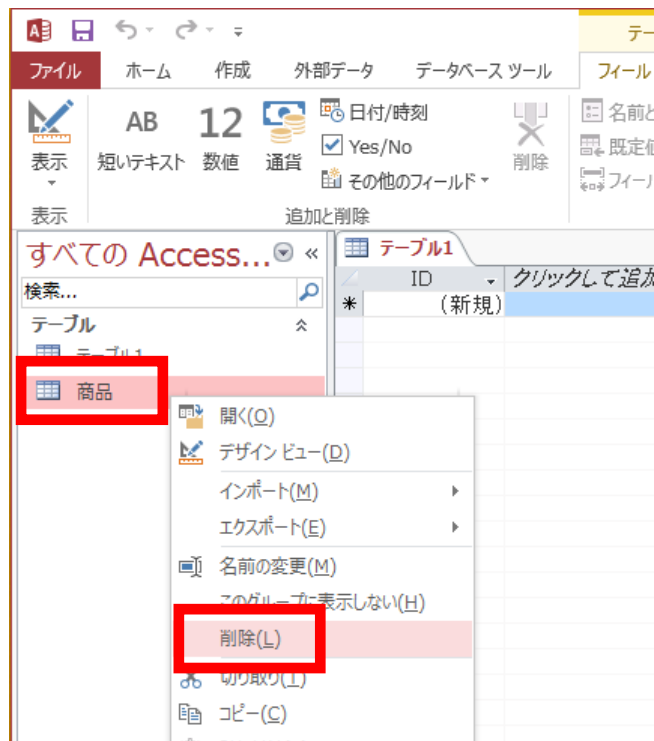 テー
ファイル ホーム 作成 外部データ データベース ツール フィール
表示 AB 短いテキスト 12 数値 通貨 日付/時刻 削除 名前と
Yes/No 既定値
その他のフィールド フィール
表示 追加と削除
すべての Access... « テーブル1
検索... ID クリックして追加
* (新規)
テーブル
テーブル1
商品
開く(O)
デザイン ビュー(D)
インポート(M)
エクスポート(E)
名前の変更(M)
このグループに表示しない(H)
削除(L)
切り取り(T)
コピー(C)